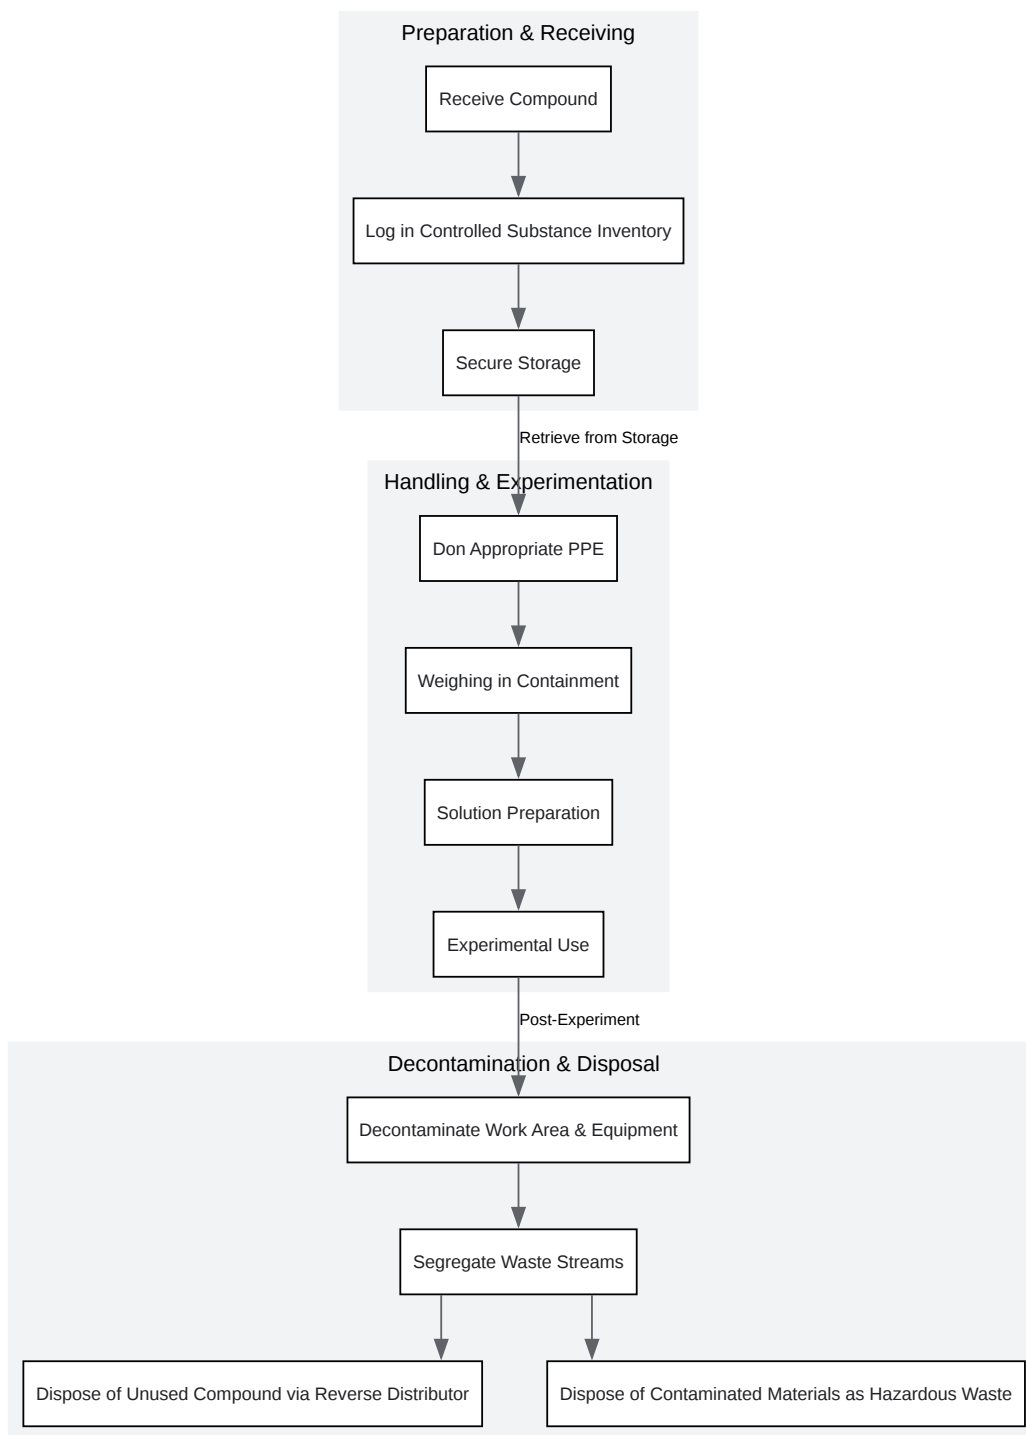 Preparation & Receiving
Receive Compound
Log in Controlled Substance Inventory
Secure Storage
Retrieve from Storage
Handling & Experimentation
Don Appropriate PPE
Weighing in Containment
Solution Preparation
Experimental Use
Post-Experiment
Decontamination & Disposal
Decontaminate Work Area & Equipment
Segregate Waste Streams
Dispose of Unused Compound via Reverse Distributor
Dispose of Contaminated Materials as Hazardous Waste